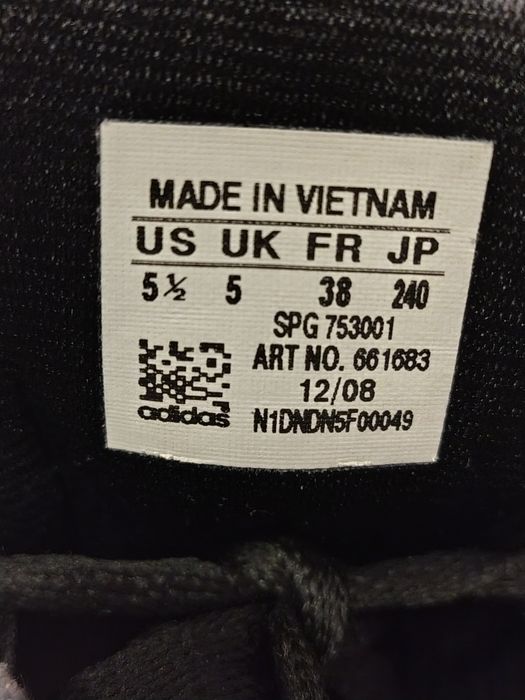 MADE IN VIETNAM
US UK FR JP
5½ 5 38 240
SPG 753001
ART NO. 661683
12/08
adidas N1DNDN5F00049